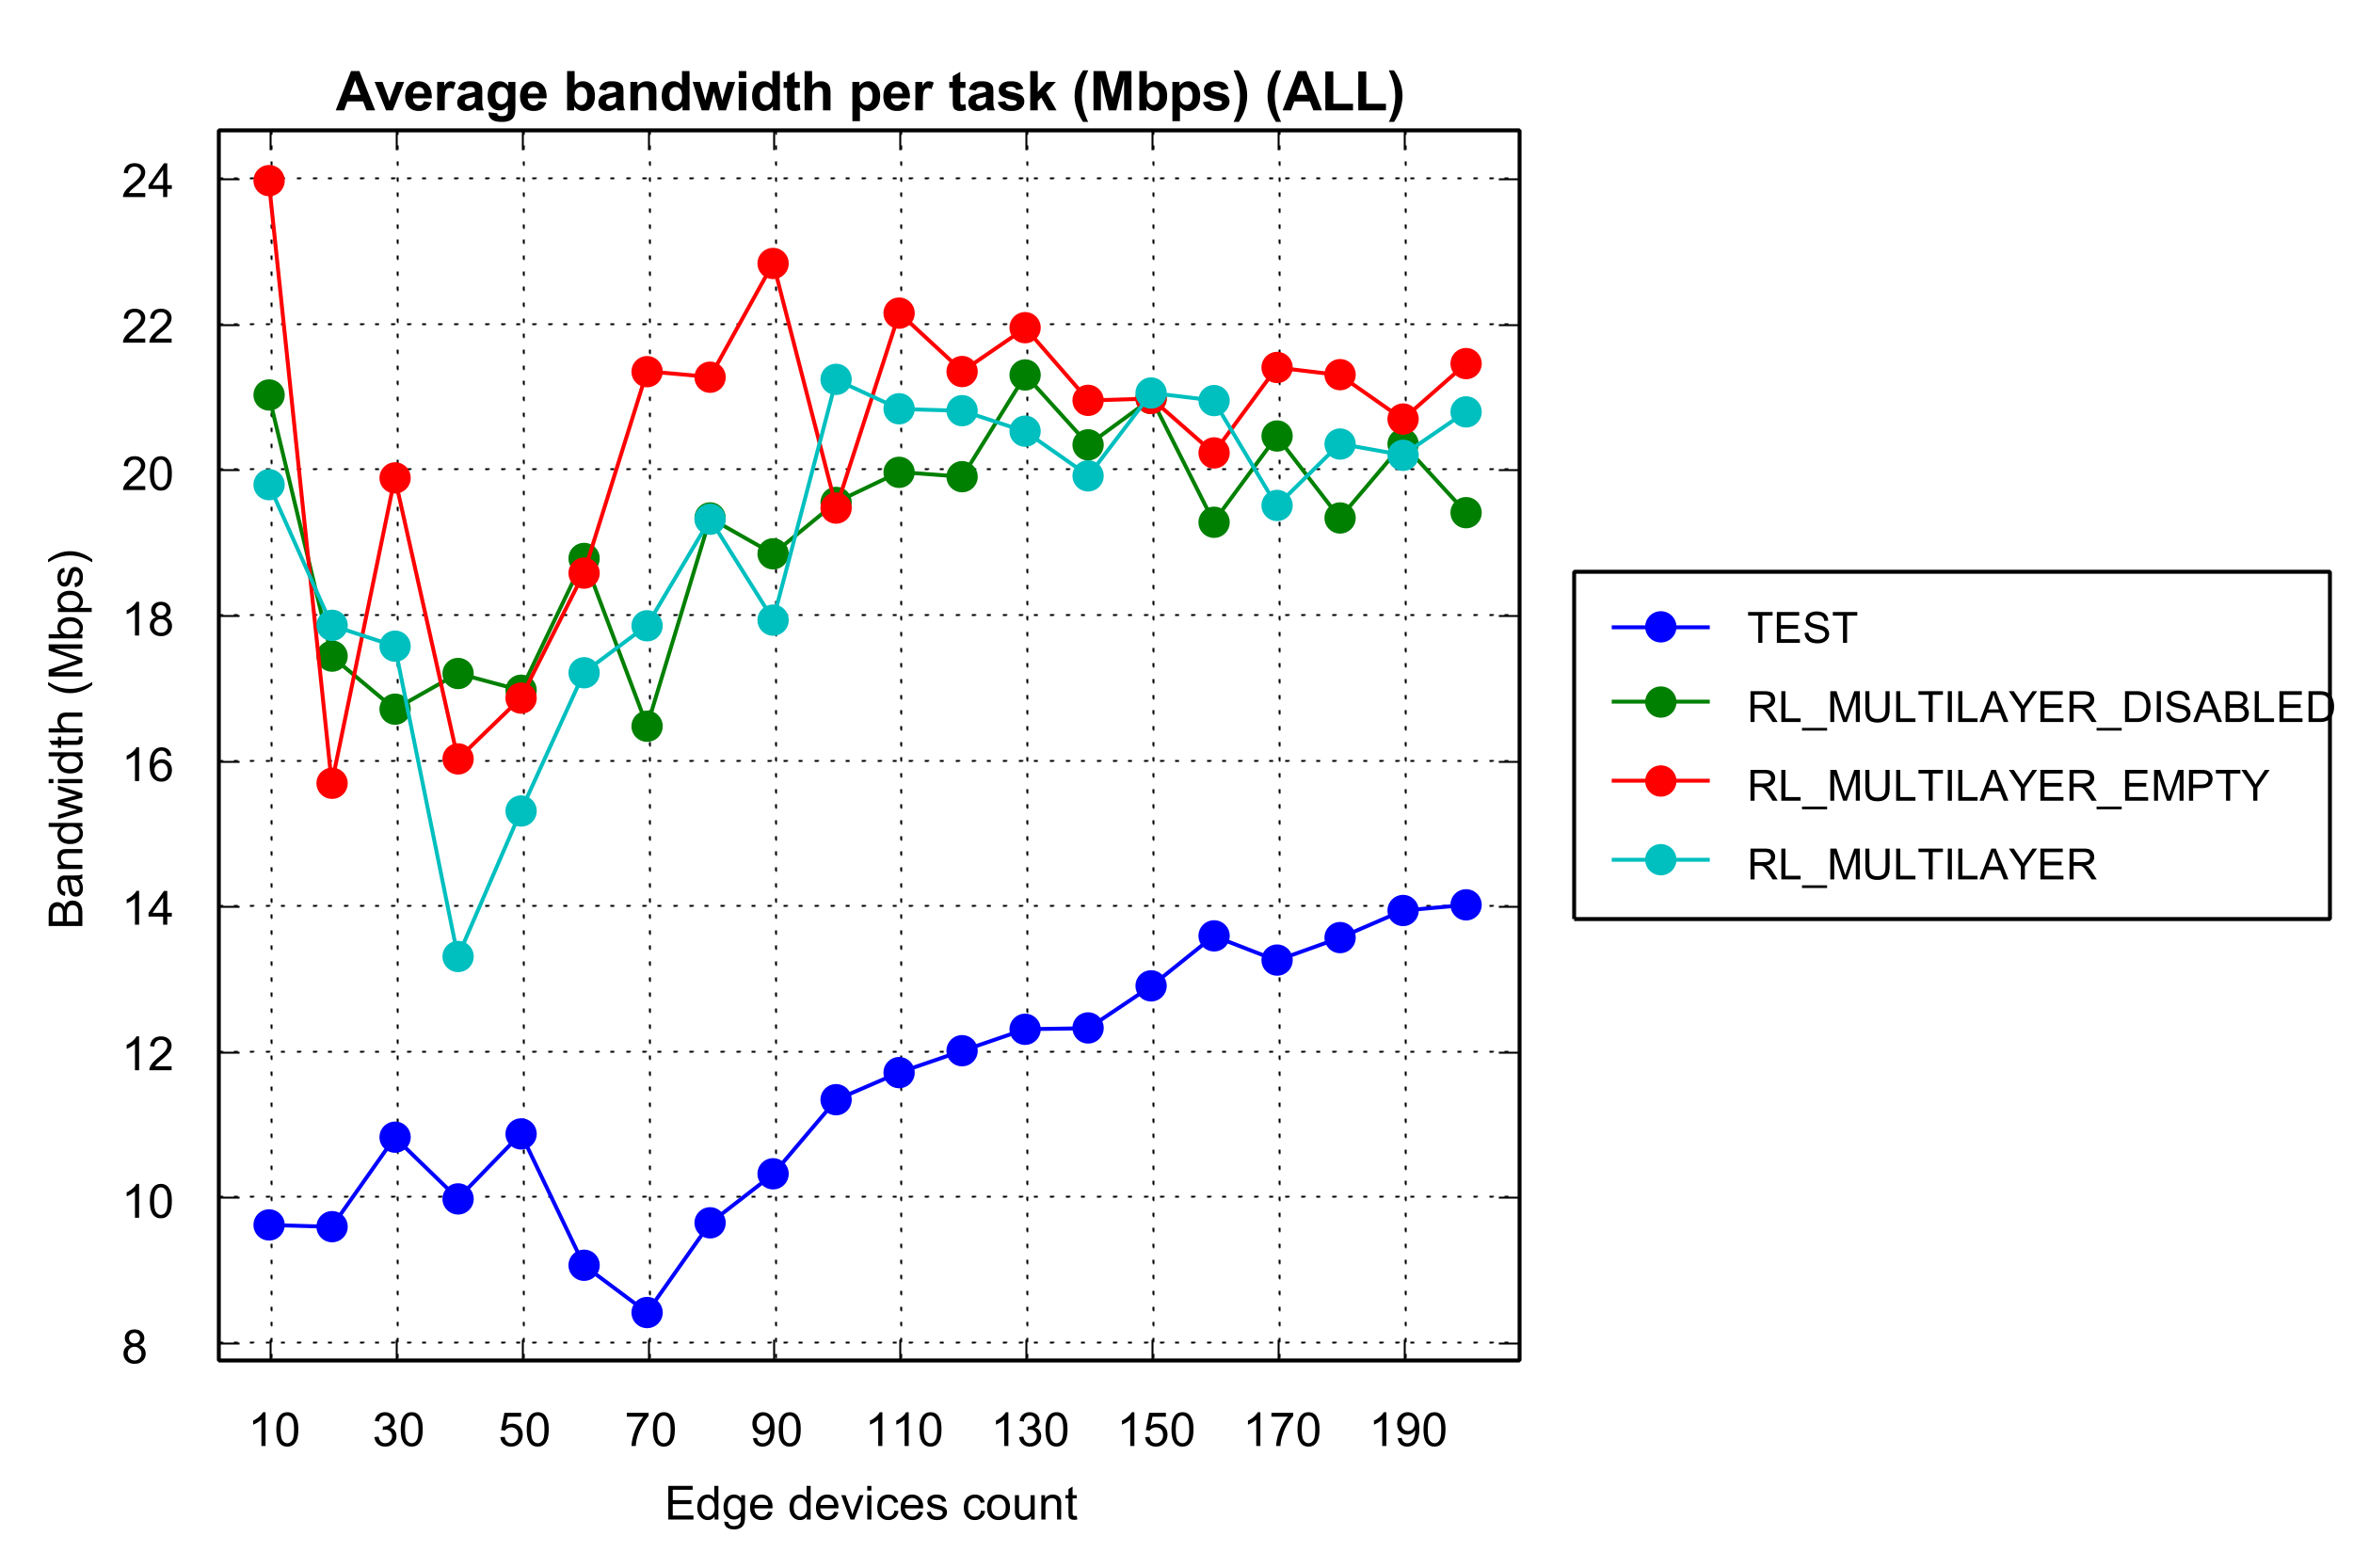 Average bandwidth per task (Mbps) (ALL)
Bandwidth (Mbps)
24
22
20
18
16
14
12
10
8
10 30 50 70 90 110 130 150 170 190
Edge devices count
TEST
RL_MULTILAYER_DISABLED
RL_MULTILAYER_EMPTY
RL_MULTILAYER